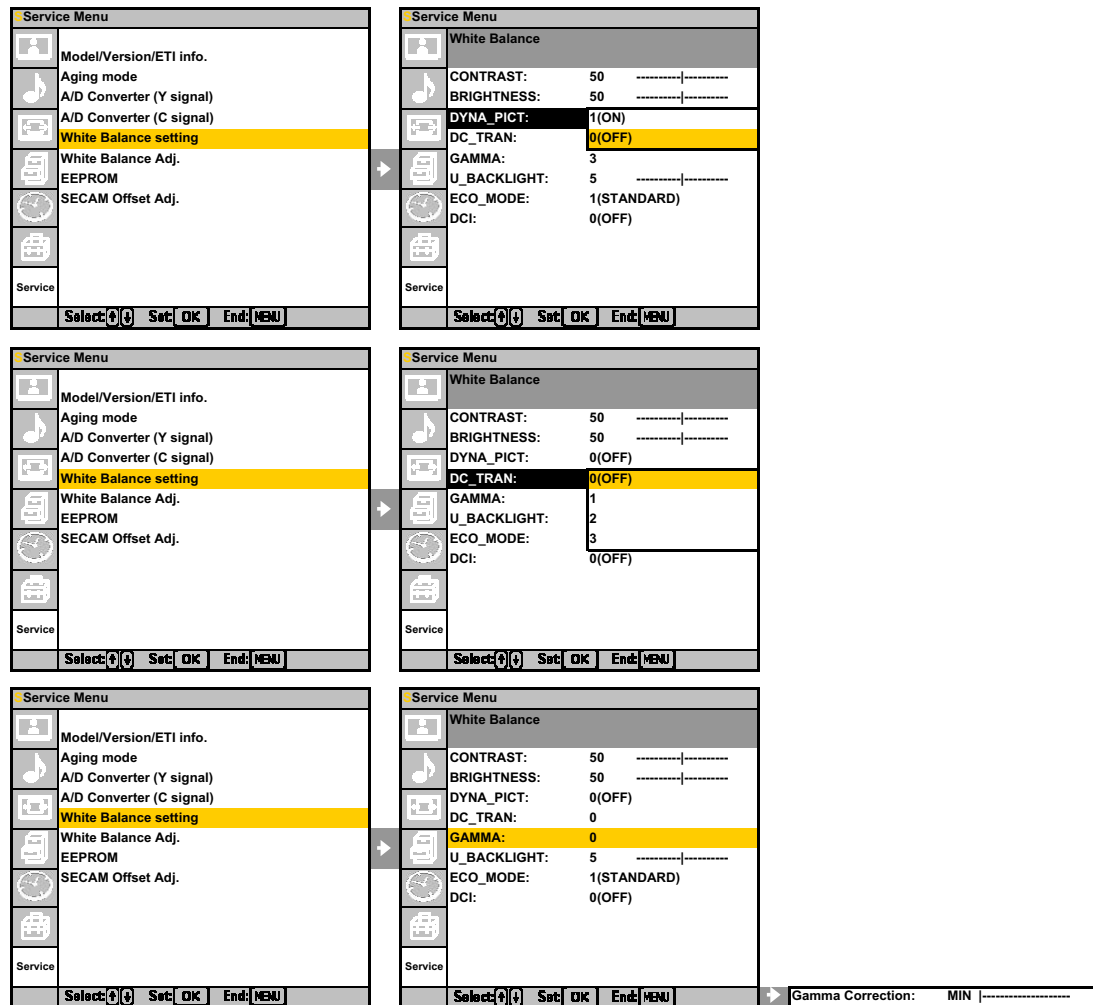 Service Menu
Model/Version/ETI info.
Aging mode
A/D Converter (Y signal)
A/D Converter (C signal)
White Balance setting
White Balance Adj.
EEPROM
SECAM Offset Adj.
Service
Select: Set: OK End: MENU
Service Menu
White Balance
CONTRAST: 50 ----------|----------
BRIGHTNESS: 50 ----------|----------
DYNA_PICT: 1(ON)
DC_TRAN: 0(OFF)
GAMMA: 3
U_BACKLIGHT: 5 ----------|----------
ECO_MODE: 1(STANDARD)
DCI: 0(OFF)
Service
Select: Set: OK End: MENU
Service Menu
Model/Version/ETI info.
Aging mode
A/D Converter (Y signal)
A/D Converter (C signal)
White Balance setting
White Balance Adj.
EEPROM
SECAM Offset Adj.
Service
Select: Set: OK End: MENU
Service Menu
White Balance
CONTRAST: 50 ----------|----------
BRIGHTNESS: 50 ----------|----------
DYNA_PICT: 0(OFF)
DC_TRAN: 0(OFF)
GAMMA: 1
U_BACKLIGHT: 2
ECO_MODE: 3
DCI: 0(OFF)
Service
Select: Set: OK End: MENU
Service Menu
Model/Version/ETI info.
Aging mode
A/D Converter (Y signal)
A/D Converter (C signal)
White Balance setting
White Balance Adj.
EEPROM
SECAM Offset Adj.
Service
Select: Set: OK End: MENU
Service Menu
White Balance
CONTRAST: 50 ----------|----------
BRIGHTNESS: 50 ----------|----------
DYNA_PICT: 0(OFF)
DC_TRAN: 0
GAMMA: 0
U_BACKLIGHT: 5 ----------|----------
ECO_MODE: 1(STANDARD)
DCI: 0(OFF)
Service
Select: Set: OK End: MENU
Gamma Correction: MIN |--------------------